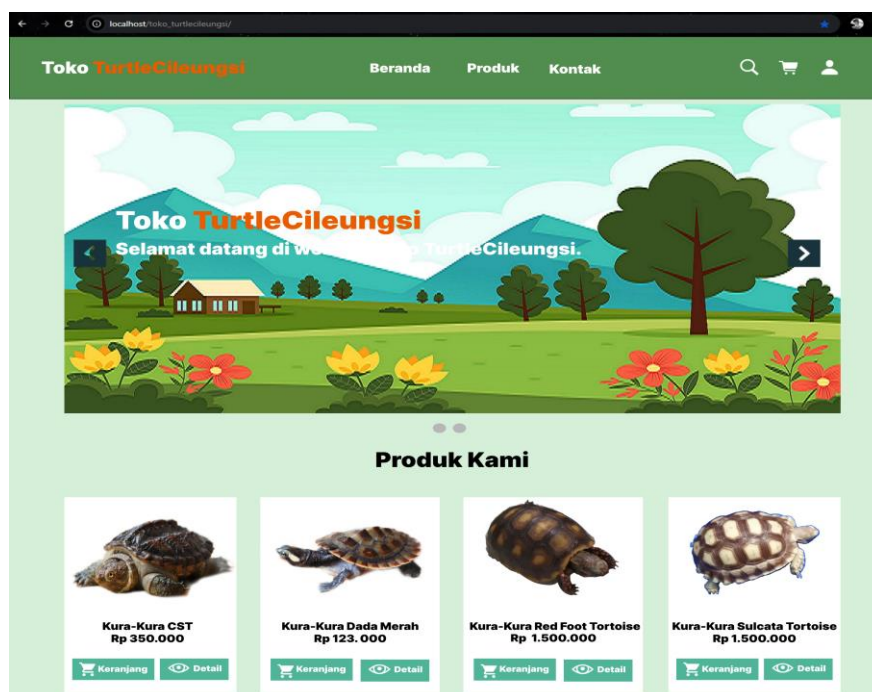 localhost/toko_turtlecileungsi/
Toko TurtleCileungsi
Beranda Produk Kontak
Toko TurtleCileungsi
Selamat datang di TurtleCileungsi.
Produk Kami
Kura-Kura CST
Rp 350.000
Keranjang Detail
Kura-Kura Dada Merah
Rp 123. 000
Keranjang Detail
Kura-Kura Red Foot Tortoise
Rp 1.500.000
Keranjang Detail
Kura-Kura Sulcata Tortoise
Rp 1.500.000
Keranjang Detail